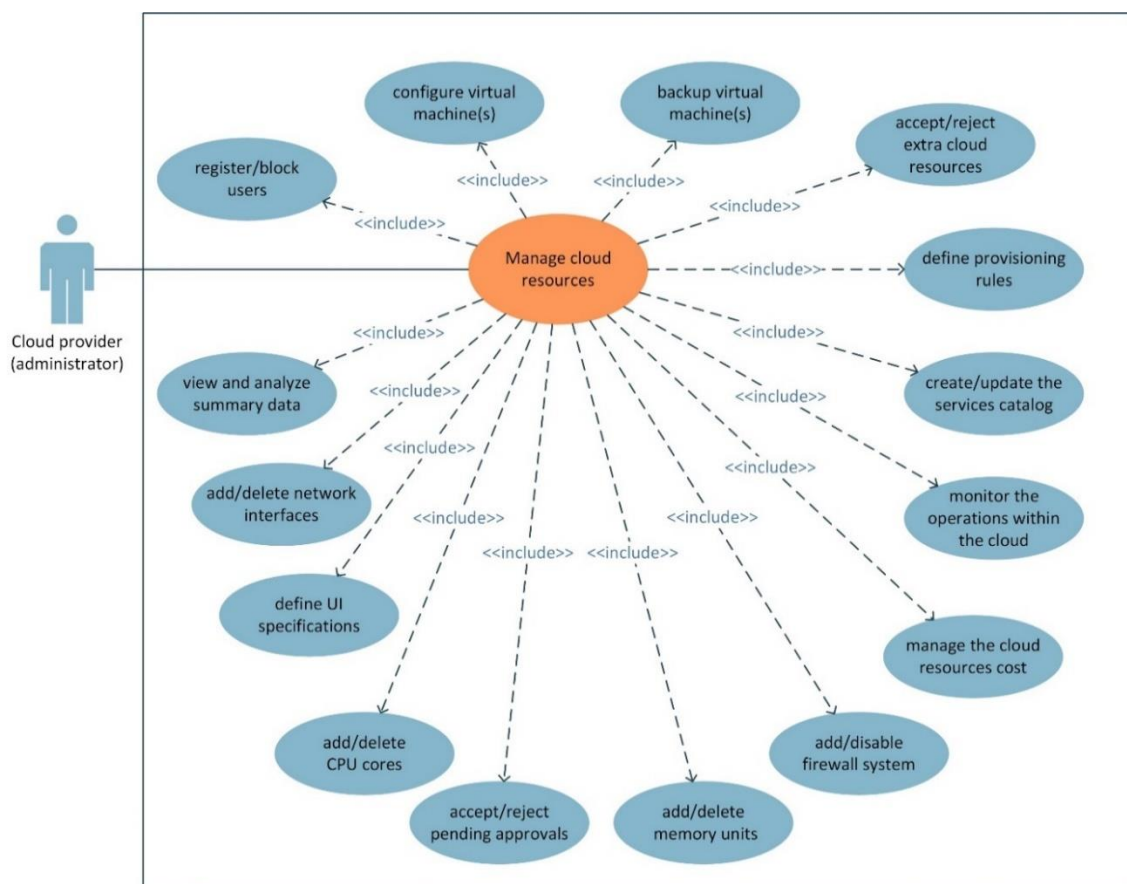 configure virtual
machine(s)
backup virtual
machine(s)
accept/reject
extra cloud
resources
register/block
users
<<include>>
<<include>>
<<include>>
<<include>>
Manage cloud
resources
<<include>>
define provisioning
rules
Cloud provider
(administrator)
<<include>>
<<include>>
view and analyze
summary data
<<include>>
<<include>>
create/update the
services catalog
<<include>>
<<include>>
add/delete network
interfaces
<<include>>
<<include>>
<<include>>
<<include>>
<<include>>
monitor the
operations within
the cloud
define UI
specifications
manage the cloud
resources cost
add/delete
CPU cores
add/disable
firewall system
accept/reject
pending approvals
add/delete
memory units